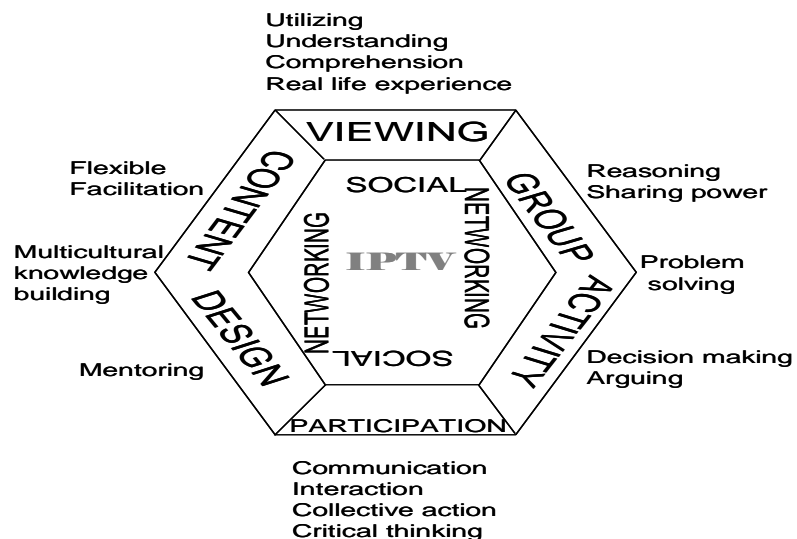 Utilizing
Understanding
Comprehension
Real life experience
VIEWING
CONTENT
DESIGN
Flexible
Facilitation
Multicultural
knowledge
building
Mentoring
SOCIAL
NETWORKING
IPTV
NETWORKING
SOCIAL
GROUP ACTIVITY
Reasoning
Sharing power
Problem
solving
Decision making
Arguing
PARTICIPATION
Communication
Interaction
Collective action
Critical thinking